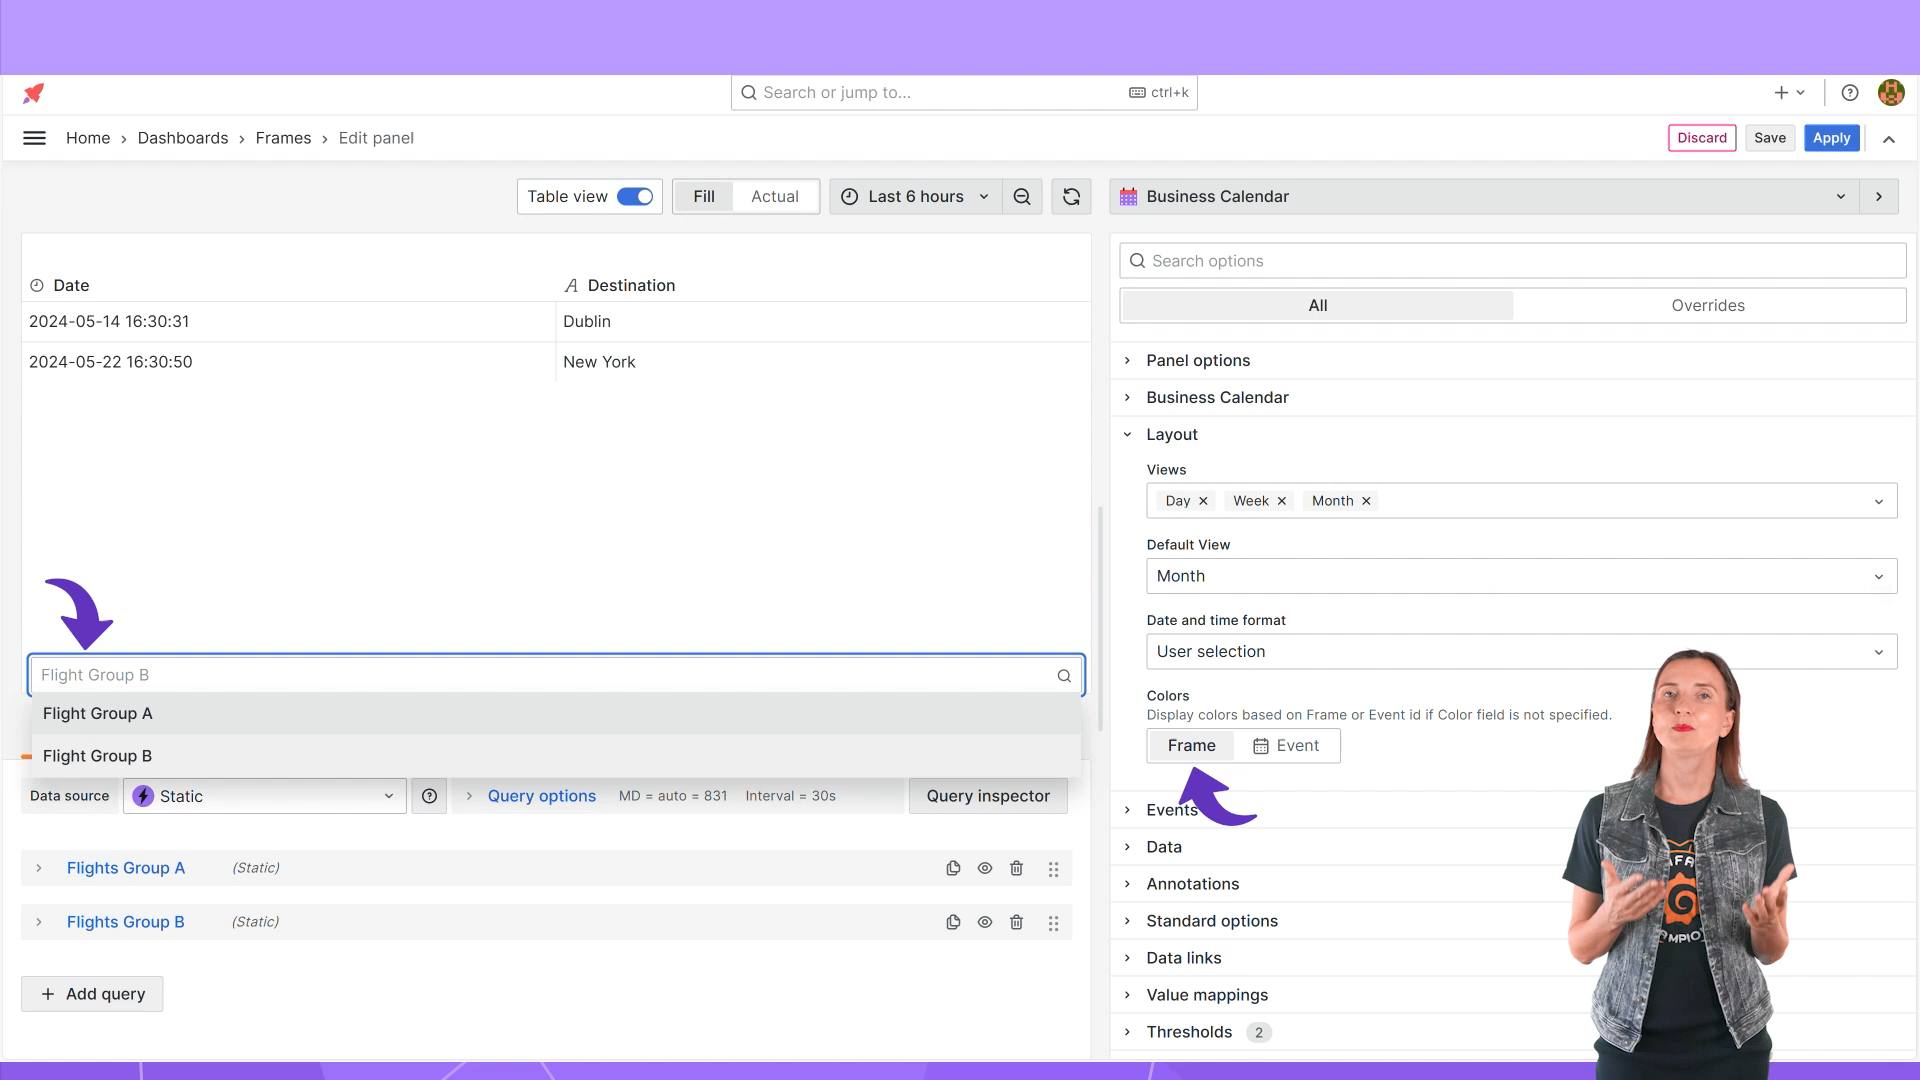 Search or jump to...
ctrl+k
Home › Dashboards › Frames › Edit panel
Discard
Save
Apply
Table view
Fill
Actual
Last 6 hours
Business Calendar
Date
Destination
2024-05-14 16:30:31
Dublin
2024-05-22 16:30:50
New York
Flight Group B
Flight Group A
Flight Group B
Data source
Static
Query options
MD = auto = 831
Interval = 30s
Query inspector
Flights Group A
(Static)
Flights Group B
(Static)
Add query
Search options
All
Overrides
Panel options
Business Calendar
Layout
Views
Day
Week
Month
Default View
Month
Date and time format
User selection
Colors
Display colors based on Frame or Event id if Color field is not specified.
Frame
Event
Events
Data
Annotations
Standard options
Data links
Value mappings
Thresholds 2